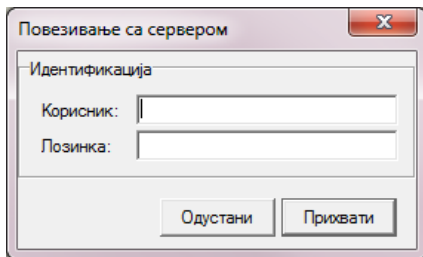 Повезивање са сервером
Идентификација
Корисник:
Лозинка:
Одустани Прихвати